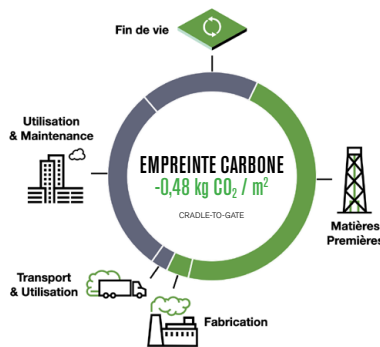 Fin de vie
Utilisation
& Maintenance
EMPREINTE CARBONE
-0,48 kg CO₂ / m²
CRADLE-TO-GATE
Matières
Premières
Transport
& Utilisation
Fabrication